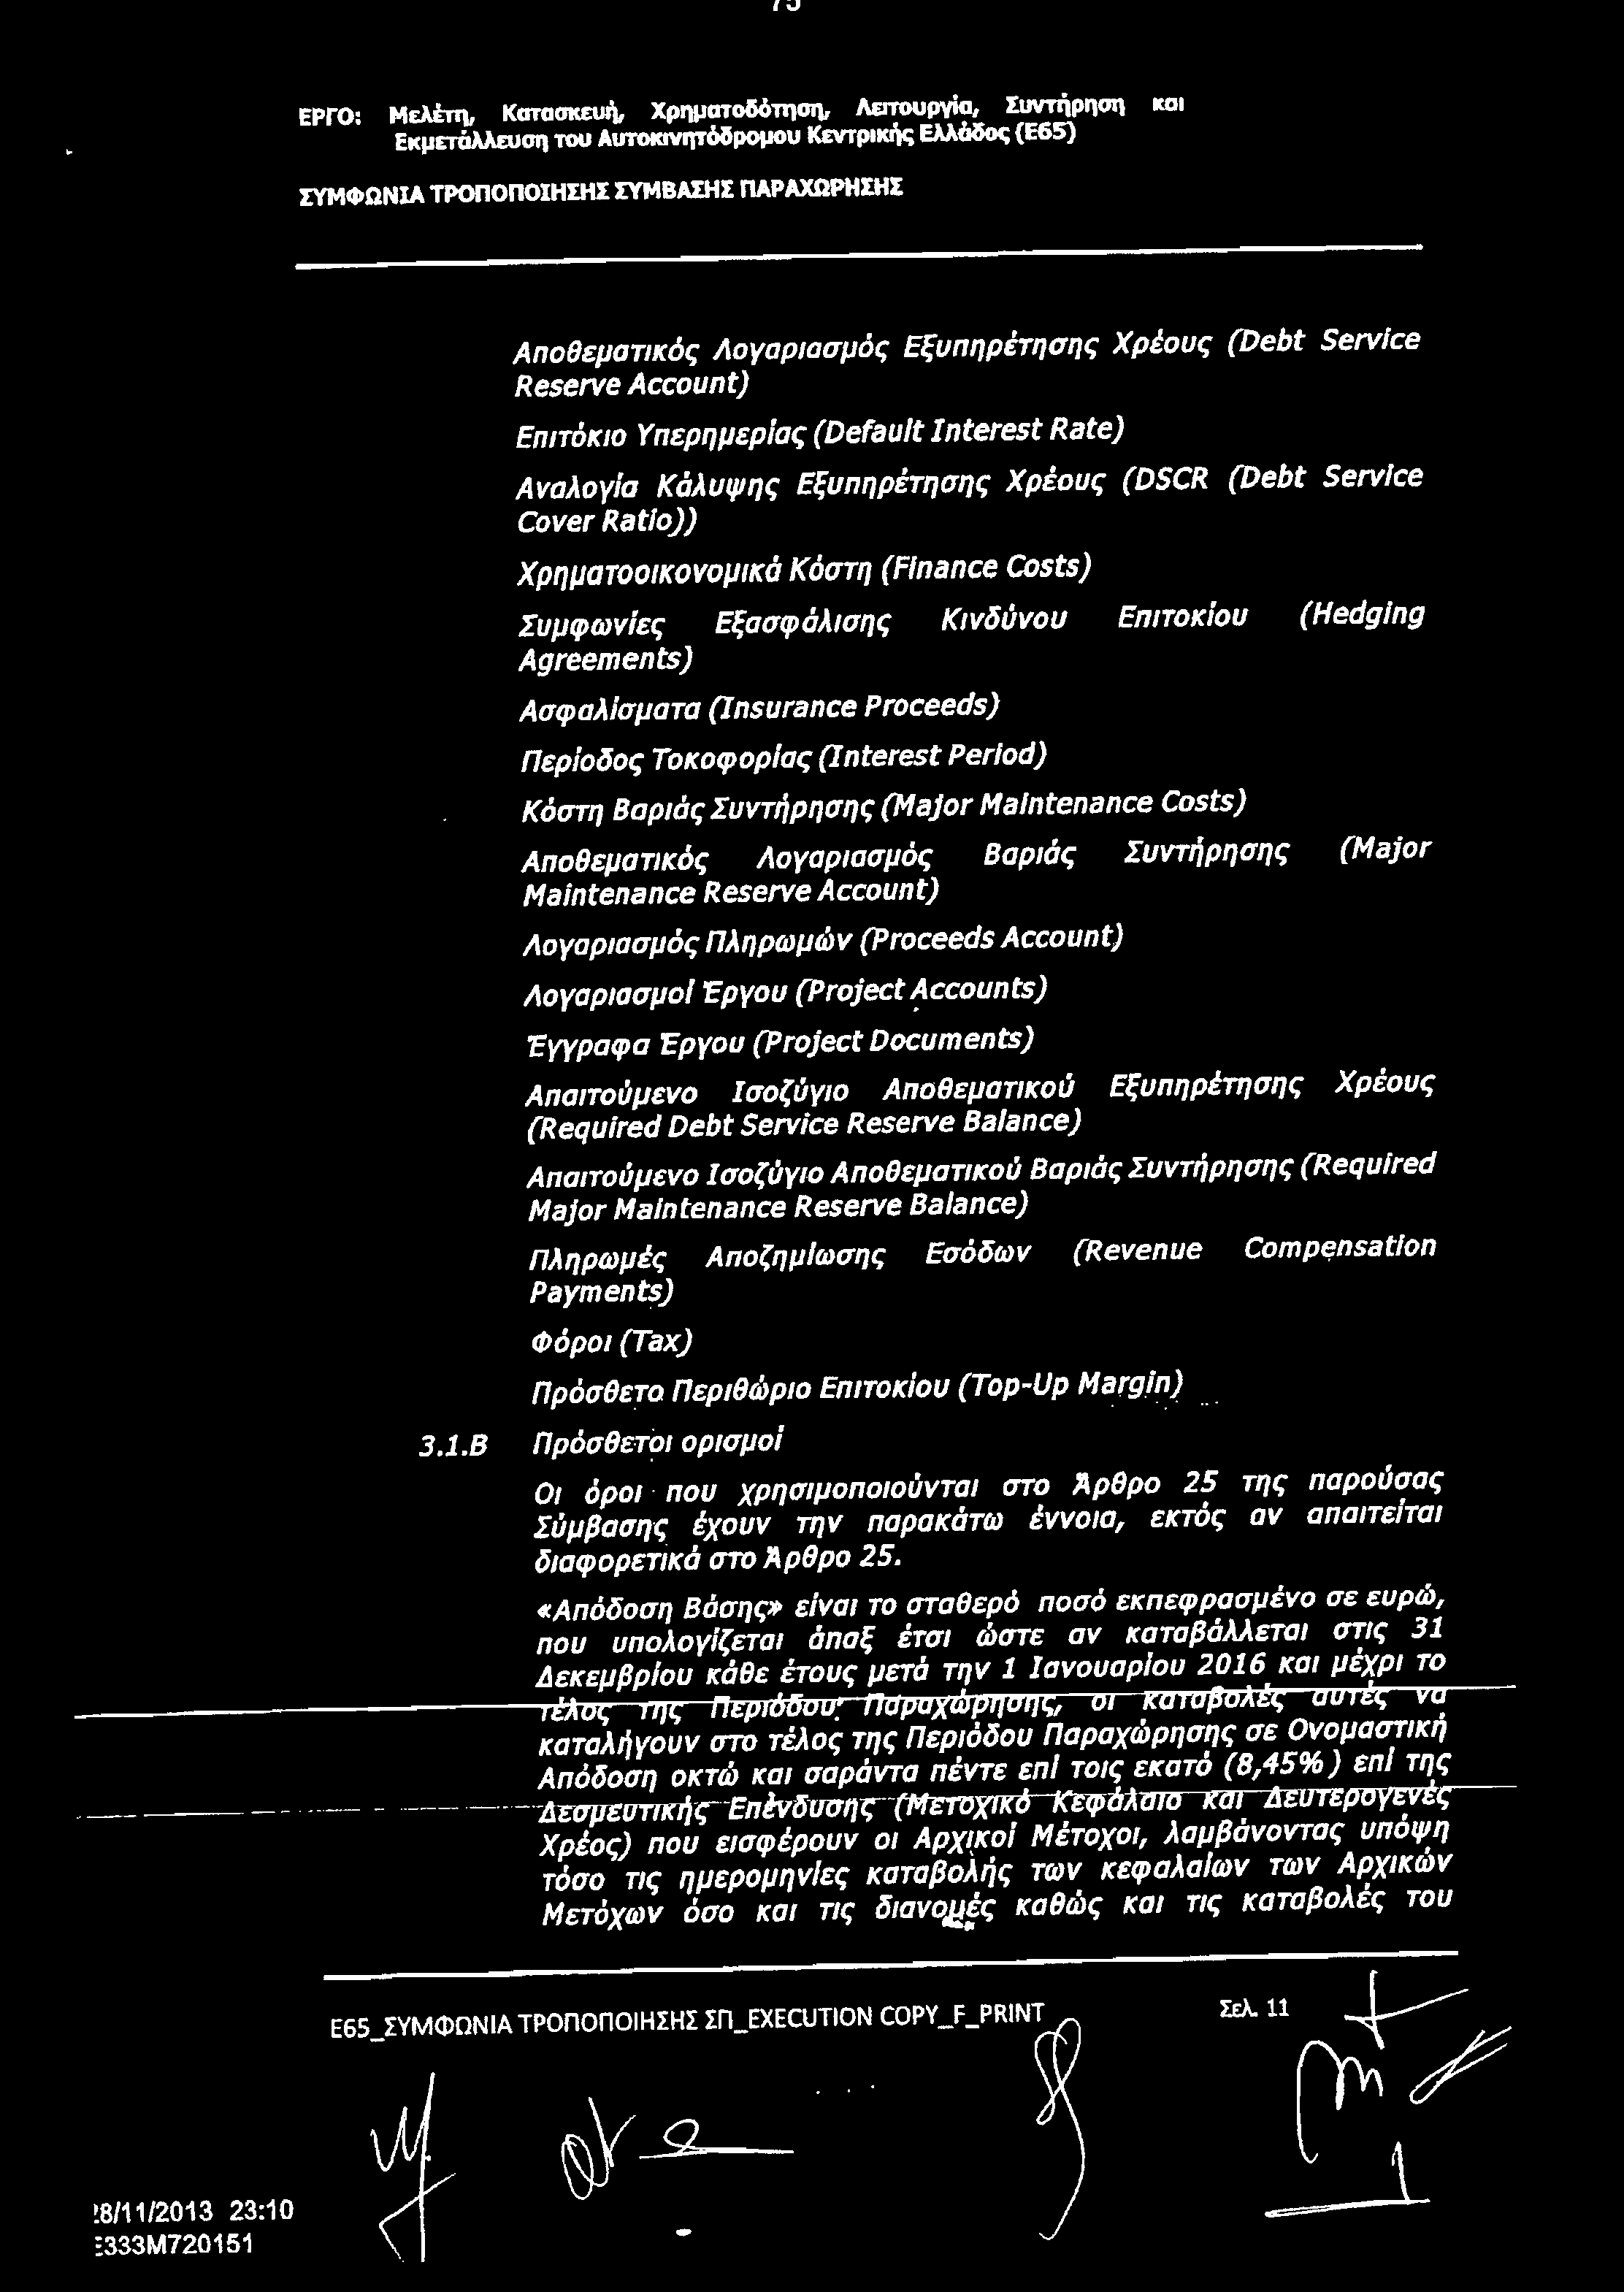 75
ΕΡΓΟ: Μελέτη, Κατασκευή, Χρηματοδότηση, Λειτουργία, Συντήρηση και
Εκμετάλλευση του Αυτοκινητόδρομου Κεντρικής Ελλάδος (Ε65)
ΣΥΜΦΩΝΙΑ ΤΡΟΠΟΠΟΙΗΣΗΣ ΣΥΜΒΑΣΗΣ ΠΑΡΑΧΩΡΗΣΗΣ
Αποθεματικός Λογαριασμός Εξυπηρέτησης Χρέους (Debt Service
Reserve Account)
Επιτόκιο Υπερημερίας (Default Interest Rate)
Αναλογία Κάλυψης Εξυπηρέτησης Χρέους (DSCR (Debt Service
Cover Ratio))
Χρηματοοικονομικά Κόστη (Finance Costs)
Συμφωνίες Εξασφάλισης Κινδύνου Επιτοκίου (Hedging
Agreements)
Ασφαλίσματα (Insurance Proceeds)
Περίοδος Τοκοφορίας (Interest Period)
Κόστη Βαριάς Συντήρησης (Major Maintenance Costs)
Αποθεματικός Λογαριασμός Βαριάς Συντήρησης (Major
Maintenance Reserve Account)
Λογαριασμός Πληρωμών (Proceeds Account)
Λογαριασμοί Έργου (Project Accounts)
Έγγραφα Έργου (Project Documents)
Απαιτούμενο Ισοζύγιο Αποθεματικού Εξυπηρέτησης Χρέους
(Required Debt Service Reserve Balance)
Απαιτούμενο Ισοζύγιο Αποθεματικού Βαριάς Συντήρησης (Required
Major Maintenance Reserve Balance)
Πληρωμές Αποζημίωσης Εσόδων (Revenue Compensation
Payments)
Φόροι (Tax)
Πρόσθετο Περιθώριο Επιτοκίου (Top-Up Margin)
3.1.Β Πρόσθετοι ορισμοί
Οι όροι που χρησιμοποιούνται στο Άρθρο 25 της παρούσας
Σύμβασης έχουν την παρακάτω έννοια, εκτός αν απαιτείται
διαφορετικά στο Άρθρο 25.
«Απόδοση Βάσης» είναι το σταθερό ποσό εκπεφρασμένο σε ευρώ,
που υπολογίζεται άπαξ έτσι ώστε αν καταβάλλεται στις 31
Δεκεμβρίου κάθε έτους μετά την 1 Ιανουαρίου 2016 και μέχρι το
τέλος της Περιόδου Παραχώρησης, οι καταβολές αυτές να
καταλήγουν στο τέλος της Περιόδου Παραχώρησης σε Ονομαστική
Απόδοση οκτώ και σαράντα πέντε επί τοις εκατό (8,45%) επί της
Δεσμευτικής Επένδυσης (Μετοχικό Κεφάλαιο και Δευτερογενές
Χρέος) που εισφέρουν οι Αρχικοί Μέτοχοι, λαμβάνοντας υπόψη
τόσο τις ημερομηνίες καταβολής των κεφαλαίων των Αρχικών
Μετόχων όσο και τις διανομές καθώς και τις καταβολές του
Ε65_ΣΥΜΦΩΝΙΑ ΤΡΟΠΟΠΟΙΗΣΗΣ ΣΠ_EXECUTION COPY_F_PRINT Σελ. 11
8/11/2013 23:10
333M720151